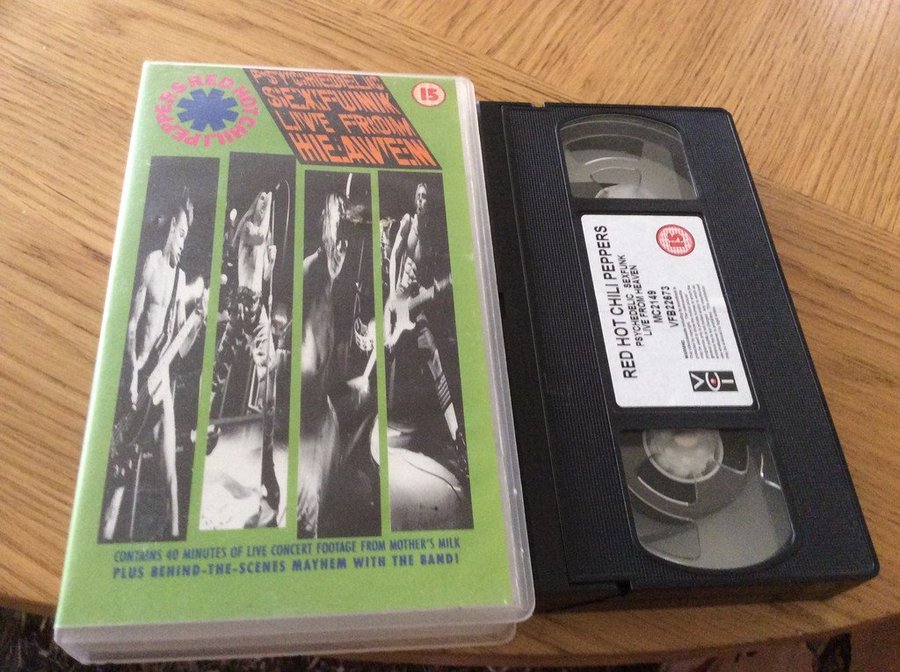 RED HOT CHILI PEPPERS
PSYCHEDELIC
SEXFUNK
LIVE FROM
HEAVEN
15
CONTAINS 40 MINUTES OF LIVE CONCERT FOOTAGE FROM MOTHER'S MILK
PLUS BEHIND-THE-SCENES MAYHEM WITH THE BAND!
RED HOT CHILI PEPPERS
PSYCHEDELIC SEXFUNK
LIVE FROM HEAVEN
MC2149
VFB22673
15
WARNING
VCI